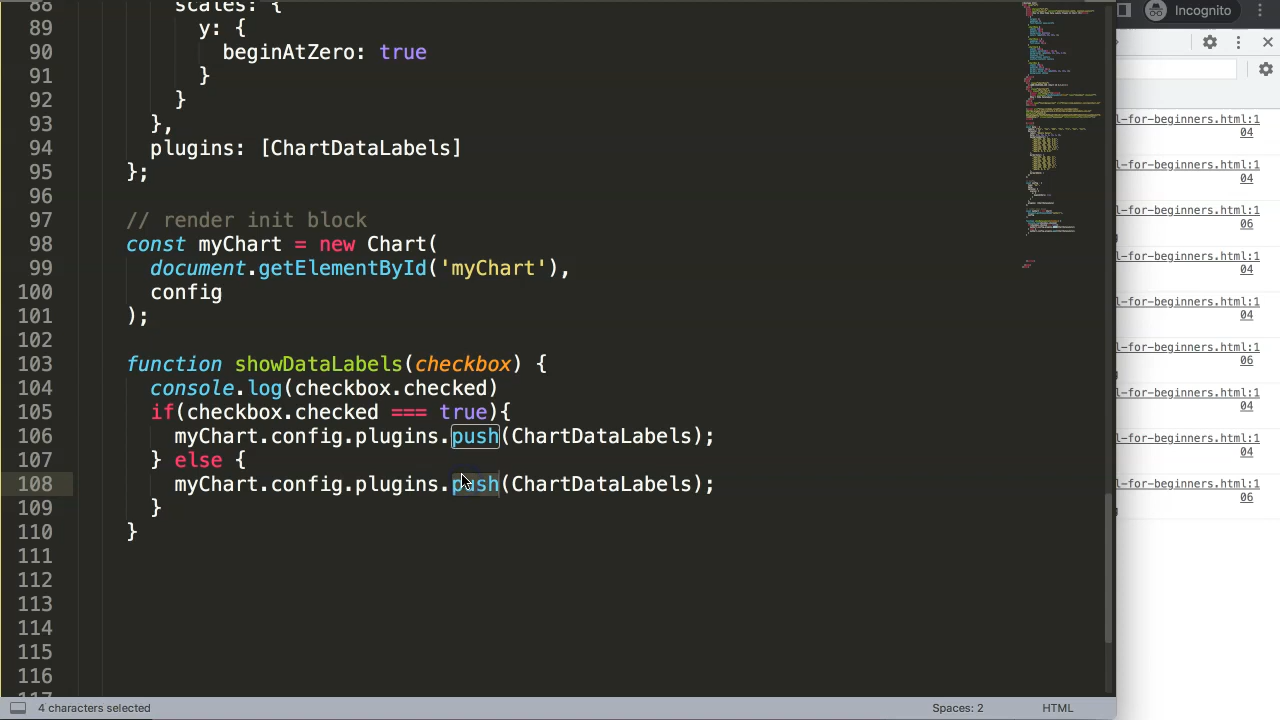 88 scales: {
89 y: {
90 beginAtZero: true
91 }
92 }
93 },
94 plugins: [ChartDataLabels]
95 };
96
97 // render init block
98 const myChart = new Chart(
99 document.getElementById('myChart'),
100 config
101 );
102
103 function showDataLabels(checkbox) {
104 console.log(checkbox.checked)
105 if(checkbox.checked === true){
106 myChart.config.plugins.push(ChartDataLabels);
107 } else {
108 myChart.config.plugins.push(ChartDataLabels);
109 }
110 }
111
112
113
114
115
116
4 characters selected
Spaces: 2
HTML
Incognito
l-for-beginners.html:1
04
l-for-beginners.html:1
04
l-for-beginners.html:1
06
l-for-beginners.html:1
04
l-for-beginners.html:1
04
l-for-beginners.html:1
06
l-for-beginners.html:1
04
l-for-beginners.html:1
04
l-for-beginners.html:1
06